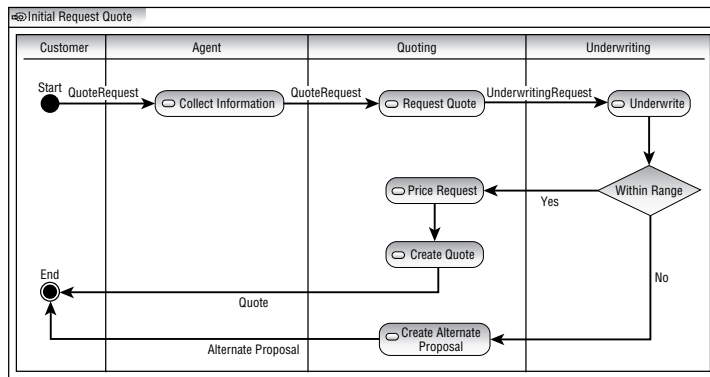 Initial Request Quote
Customer
Agent
Quoting
Underwriting
Start
QuoteRequest
Collect Information
QuoteRequest
Request Quote
UnderwritingRequest
Underwrite
Price Request
Yes
Within Range
Create Quote
End
No
Quote
Create Alternate
Proposal
Alternate Proposal